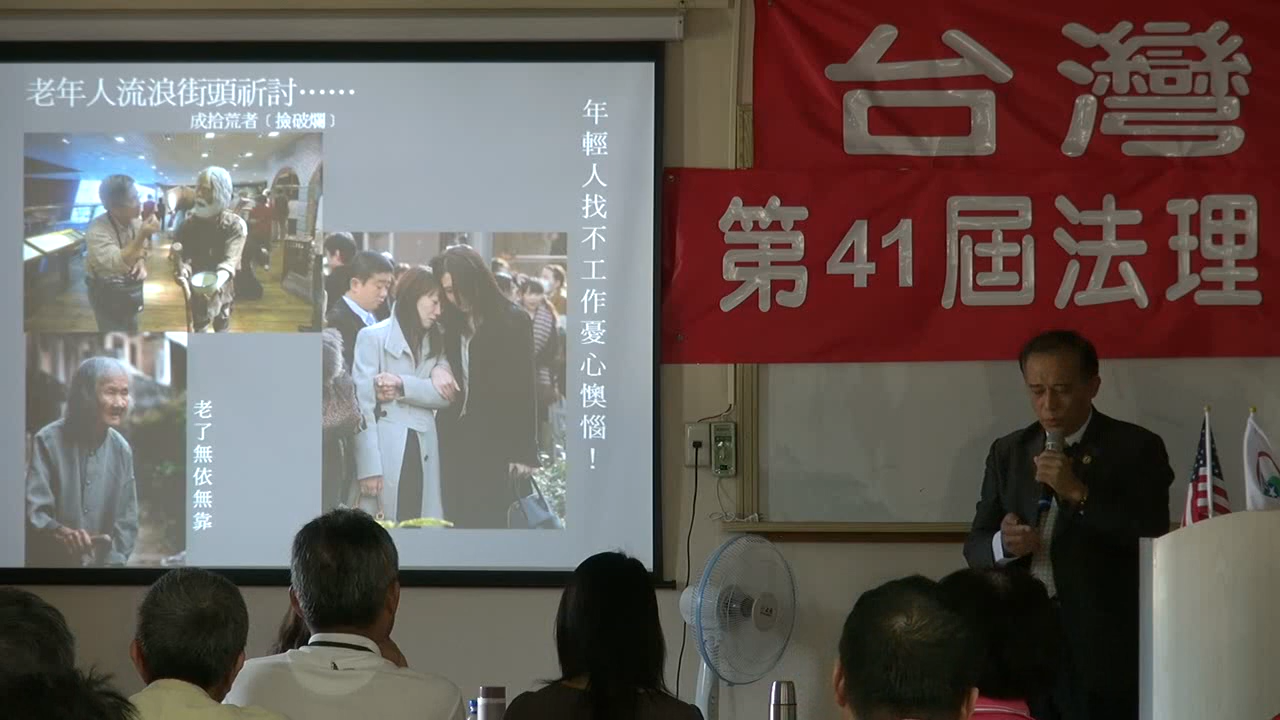 老年人流浪街頭祈討……
成拾荒者〔撿破爛〕
年輕人找不工作憂心懊惱！
老了無依無靠
台灣
第41屆法理